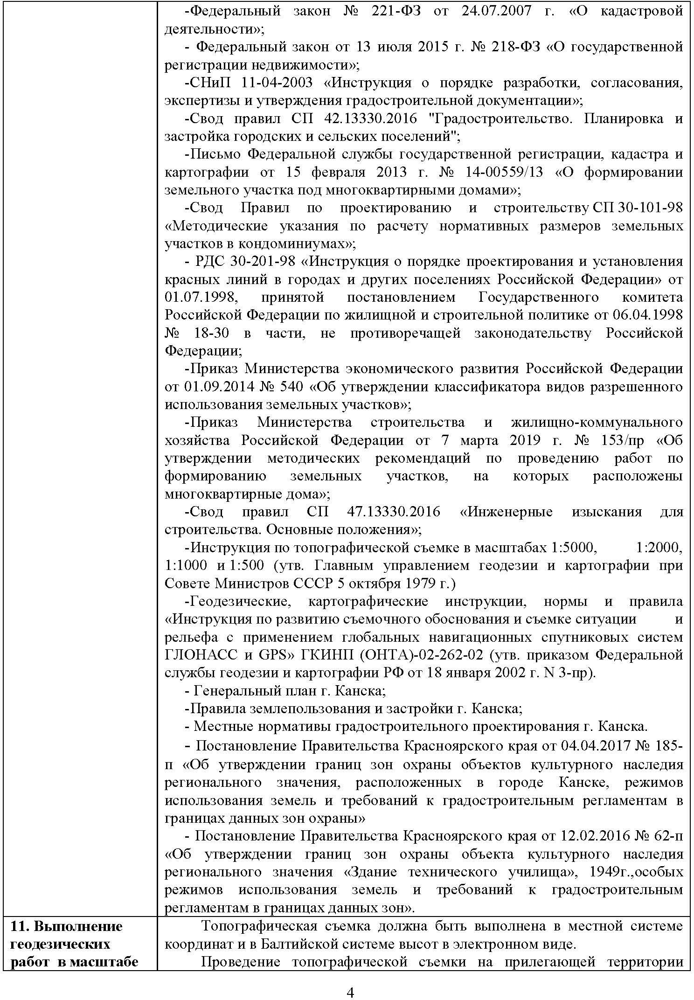 -Федеральный закон № 221-ФЗ от 24.07.2007 г. «О кадастровой
деятельности»;
- Федеральный закон от 13 июля 2015 г. № 218-ФЗ «О государственной
регистрации недвижимости»;
-СНиП 11-04-2003 «Инструкция о порядке разработки, согласования,
экспертизы и утверждения градостроительной документации»;
-Свод правил СП 42.13330.2016 "Градостроительство. Планировка и
застройка городских и сельских поселений";
-Письмо Федеральной службы государственной регистрации, кадастра и
картографии от 15 февраля 2013 г. № 14-00559/13 «О формировании
земельного участка под многоквартирными домами»;
-Свод Правил по проектированию и строительству СП 30-101-98
«Методические указания по расчету нормативных размеров земельных
участков в кондоминиумах»;
- РДС 30-201-98 «Инструкция о порядке проектирования и установления
красных линий в городах и других поселениях Российской Федерации» от
01.07.1998, принятой постановлением Государственного комитета
Российской Федерации по жилищной и строительной политике от 06.04.1998
№ 18-30 в части, не противоречащей законодательству Российской
Федерации;
-Приказ Министерства экономического развития Российской Федерации
от 01.09.2014 № 540 «Об утверждении классификатора видов разрешенного
использования земельных участков»;
-Приказ Министерства строительства и жилищно-коммунального
хозяйства Российской Федерации от 7 марта 2019 г. № 153/пр «Об
утверждении методических рекомендаций по проведению работ по
формированию земельных участков, на которых расположены
многоквартирные дома»;
-Свод правил СП 47.13330.2016 «Инженерные изыскания для
строительства. Основные положения»;
-Инструкция по топографической съемке в масштабах 1:5000, 1:2000,
1:1000 и 1:500 (утв. Главным управлением геодезии и картографии при
Совете Министров СССР 5 октября 1979 г.)
-Геодезические, картографические инструкции, нормы и правила
«Инструкция по развитию съемочного обоснования и съемке ситуации и
рельефа с применением глобальных навигационных спутниковых систем
ГЛОНАСС и GPS» ГКИНП (ОНТА)-02-262-02 (утв. приказом Федеральной
службы геодезии и картографии РФ от 18 января 2002 г. N 3-пр).
- Генеральный план г. Канска;
-Правила землепользования и застройки г. Канска;
- Местные нормативы градостроительного проектирования г. Канска.
- Постановление Правительства Красноярского края от 04.04.2017 № 185-
п «Об утверждении границ зон охраны объектов культурного наследия
регионального значения, расположенных в городе Канске, режимов
использования земель и требований к градостроительным регламентам в
границах данных зон охраны»
- Постановление Правительства Красноярского края от 12.02.2016 № 62-п
«Об утверждении границ зон охраны объекта культурного наследия
регионального значения «Здание технического училища», 1949г.,особых
режимов использования земель и требований к градостроительным
регламентам в границах данных зон».
11. Выполнение
геодезических
работ в масштабе
Топографическая съемка должна быть выполнена в местной системе
координат и в Балтийской системе высот в электронном виде.
Проведение топографической съемки на прилегающей территории
4